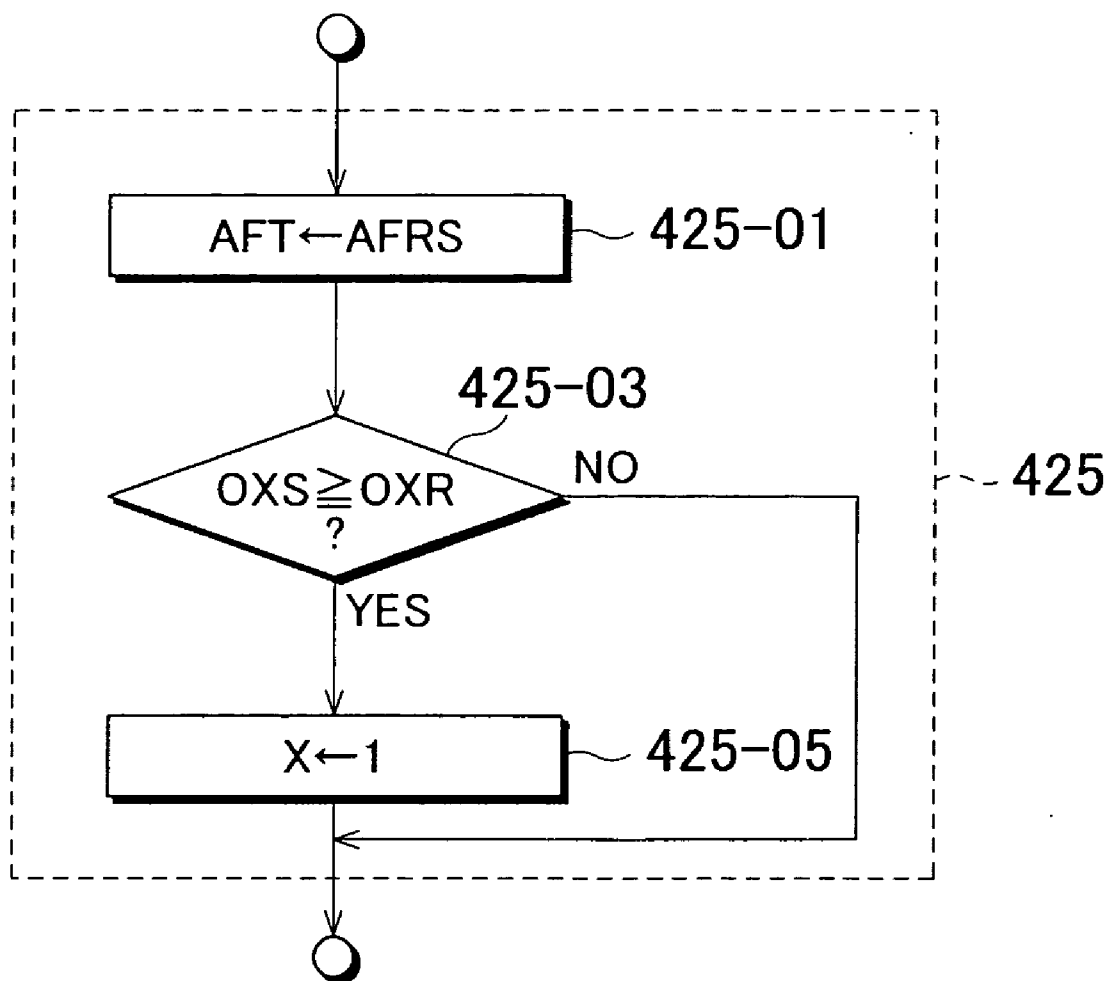 AFT←AFRS
425-01
425-03
OXS≧OXR
?
NO
425
YES
X←1
425-05